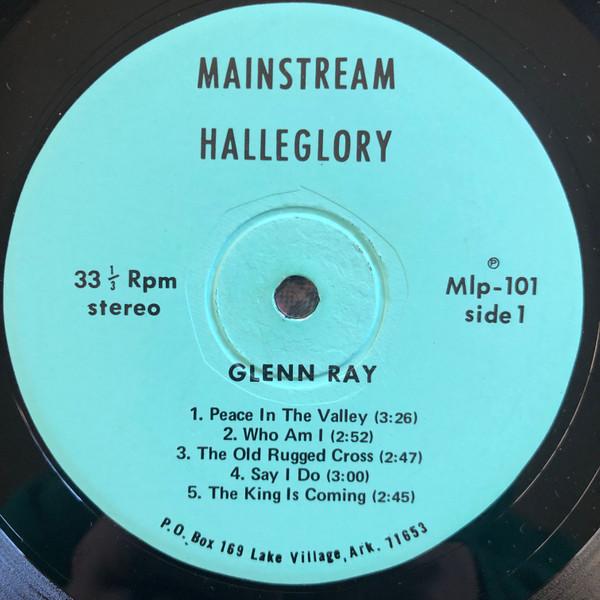 MAINSTREAM
HALLEGLORY
33 1/3 Rpm
stereo
℗
Mlp-101
side 1
GLENN RAY
1. Peace In The Valley (3:26)
2. Who Am I (2:52)
3. The Old Rugged Cross (2:47)
4. Say I Do (3:00)
5. The King Is Coming (2:45)
P.O. Box 169 Lake Village, Ark. 71653